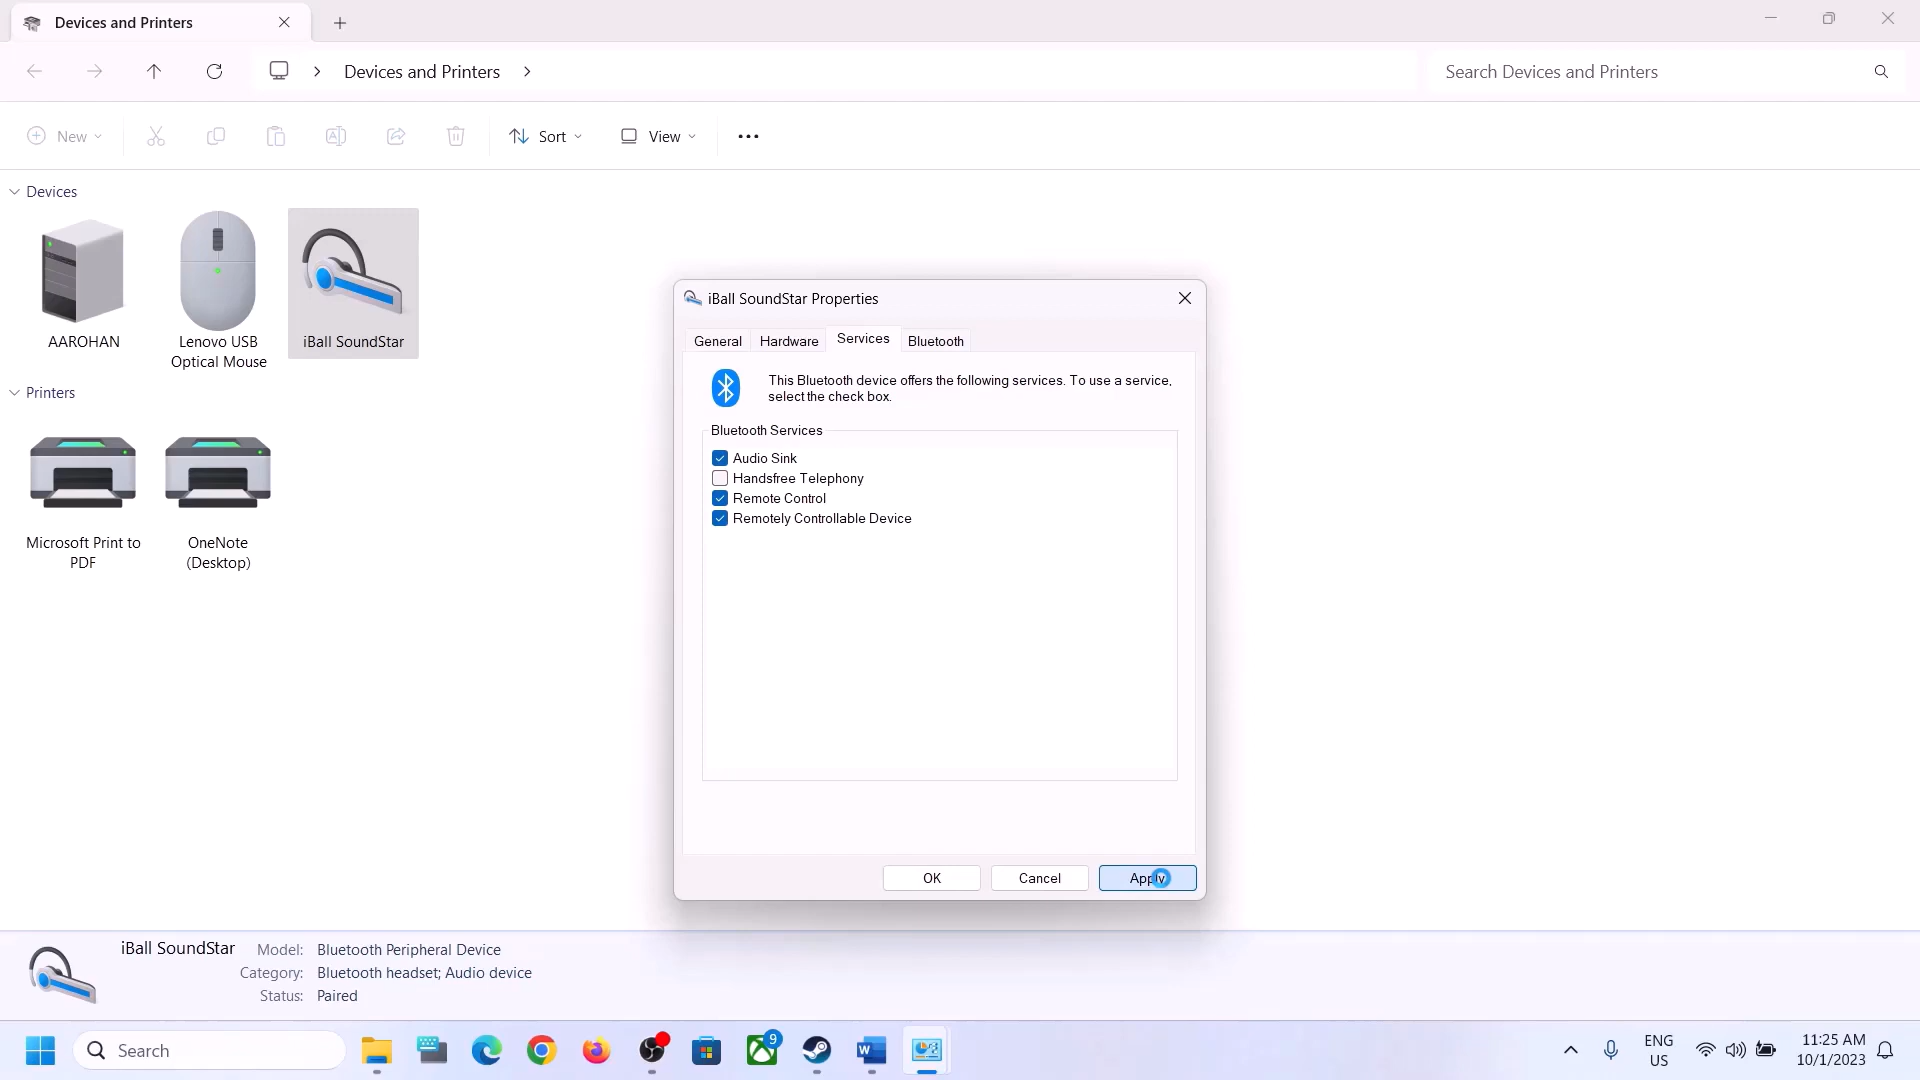 Devices and Printers
Devices and Printers
Search Devices and Printers
New
Sort
View
Devices
AAROHAN
Lenovo USB
Optical Mouse
iBall SoundStar
Printers
Microsoft Print to
PDF
OneNote
(Desktop)
iBall SoundStar Properties
General
Hardware
Services
Bluetooth
This Bluetooth device offers the following services. To use a service,
select the check box.
Bluetooth Services
Audio Sink
Handsfree Telephony
Remote Control
Remotely Controllable Device
OK
Cancel
Apply
iBall SoundStar
Model: Bluetooth Peripheral Device
Category: Bluetooth headset; Audio device
Status: Paired
Search
9
ENG
US
11:25 AM
10/1/2023